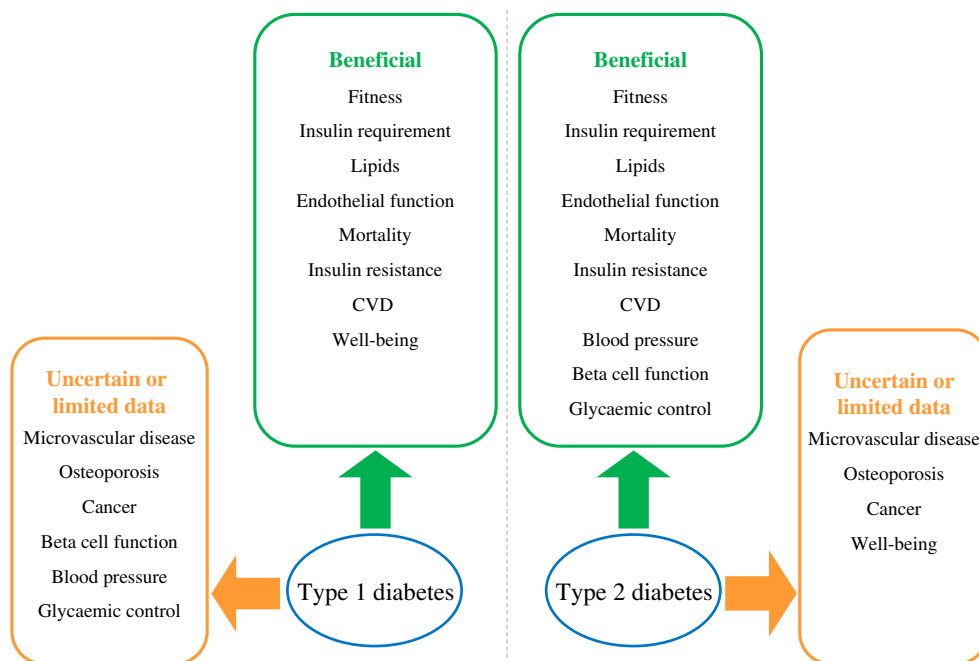 Beneficial
Fitness
Insulin requirement
Lipids
Endothelial function
Mortality
Insulin resistance
CVD
Well-being
Uncertain or
limited data
Microvascular disease
Osteoporosis
Cancer
Beta cell function
Blood pressure
Glycaemic control
Type 1 diabetes
Beneficial
Fitness
Insulin requirement
Lipids
Endothelial function
Mortality
Insulin resistance
CVD
Blood pressure
Beta cell function
Glycaemic control
Type 2 diabetes
Uncertain or
limited data
Microvascular disease
Osteoporosis
Cancer
Well-being